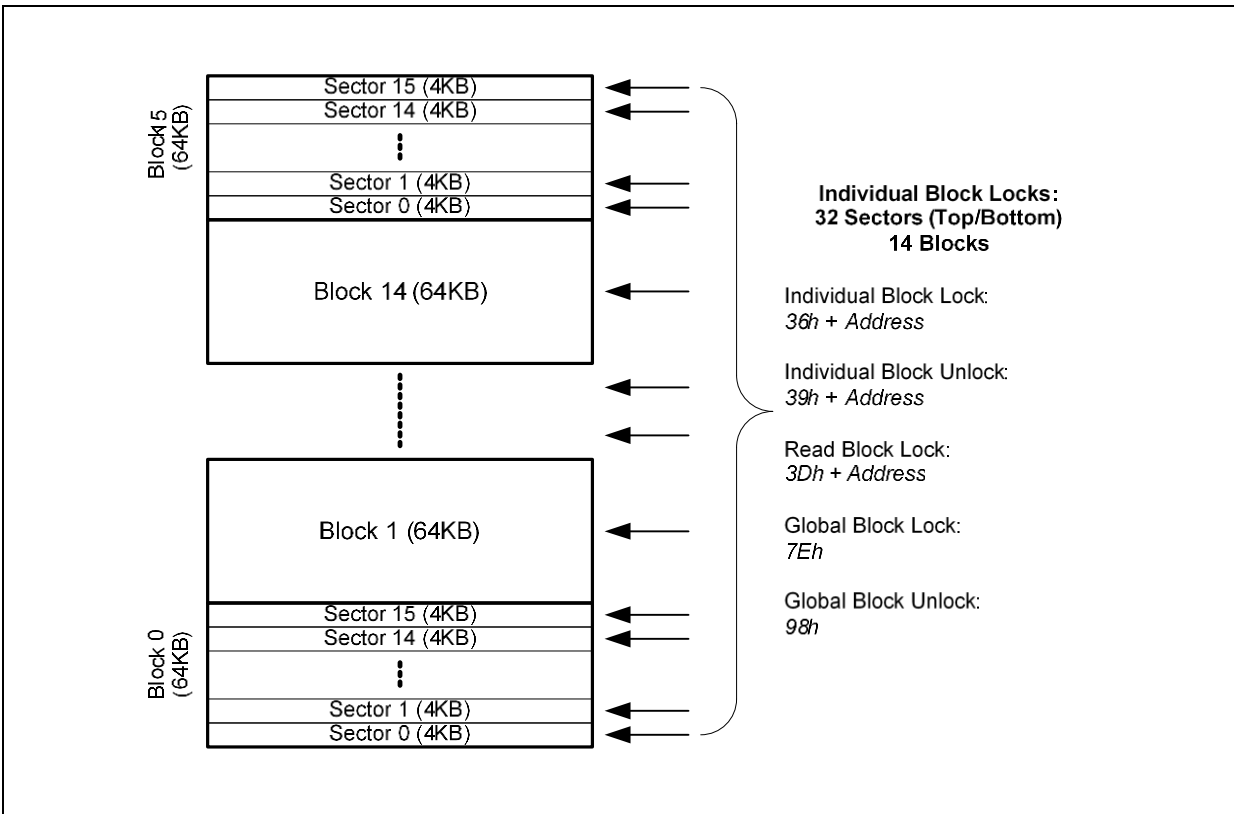 Block 15
(64KB)
Sector 15 (4KB)
Sector 14 (4KB)
Sector 1 (4KB)
Sector 0 (4KB)
Block 14 (64KB)
Block 1 (64KB)
Block 0
(64KB)
Sector 15 (4KB)
Sector 14 (4KB)
Sector 1 (4KB)
Sector 0 (4KB)
Individual Block Locks:
32 Sectors (Top/Bottom)
14 Blocks
Individual Block Lock:
36h + Address
Individual Block Unlock:
39h + Address
Read Block Lock:
3Dh + Address
Global Block Lock:
7Eh
Global Block Unlock:
98h